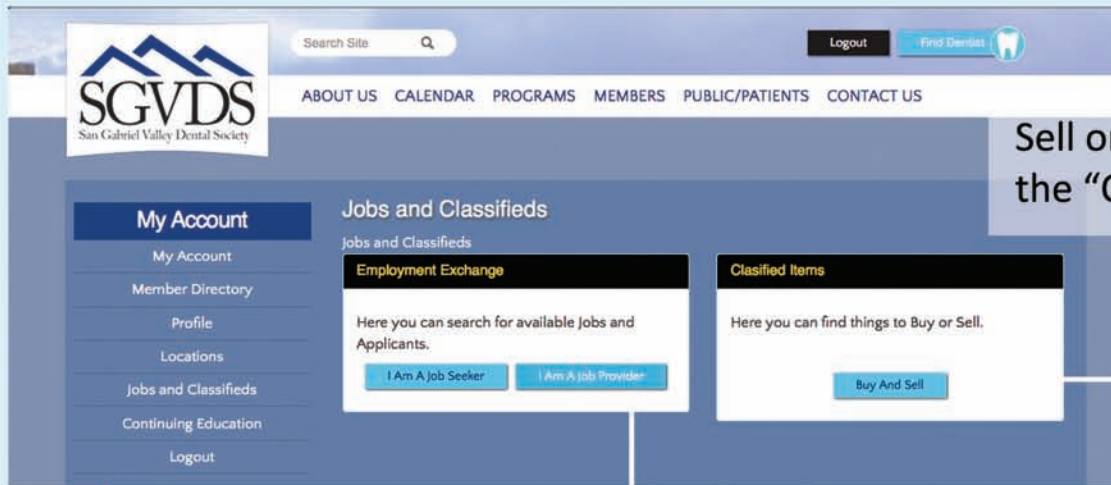 SGVDS
San Gabriel Valley Dental Society
Search Site
Logout
Find Dentist
ABOUT US CALENDAR PROGRAMS MEMBERS PUBLIC/PATIENTS CONTACT US
Sell
the
My Account
My Account
Member Directory
Profile
Locations
Jobs and Classifieds
Continuing Education
Logout
Jobs and Classifieds
Jobs and Classifieds
Employment Exchange
Here you can search for available Jobs and
Applicants.
I Am A Job Seeker
I Am A Job Provider
Clasified Items
Here you can find things to Buy or Sell.
Buy And Sell